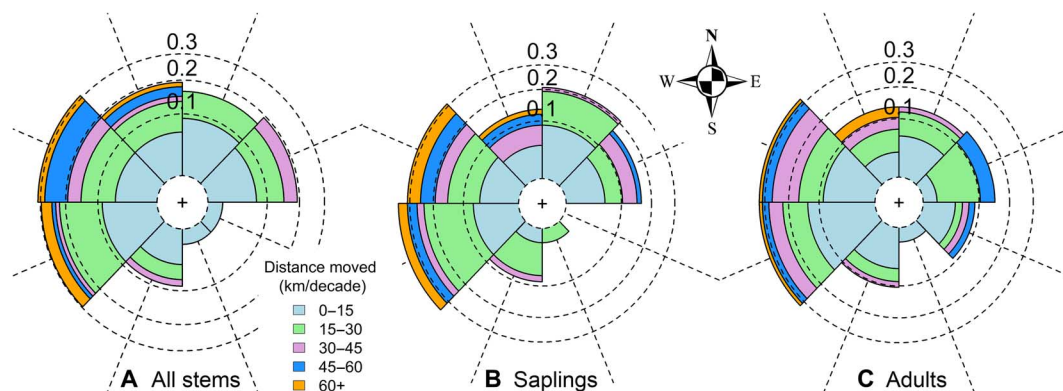 0.3
0.2
0.1
0.3
0.2
0.1
N
W E
S
0.3
0.2
0.1
Distance moved
(km/decade)
0–15
15–30
30–45
45–60
60+
A All stems
B Saplings
C Adults